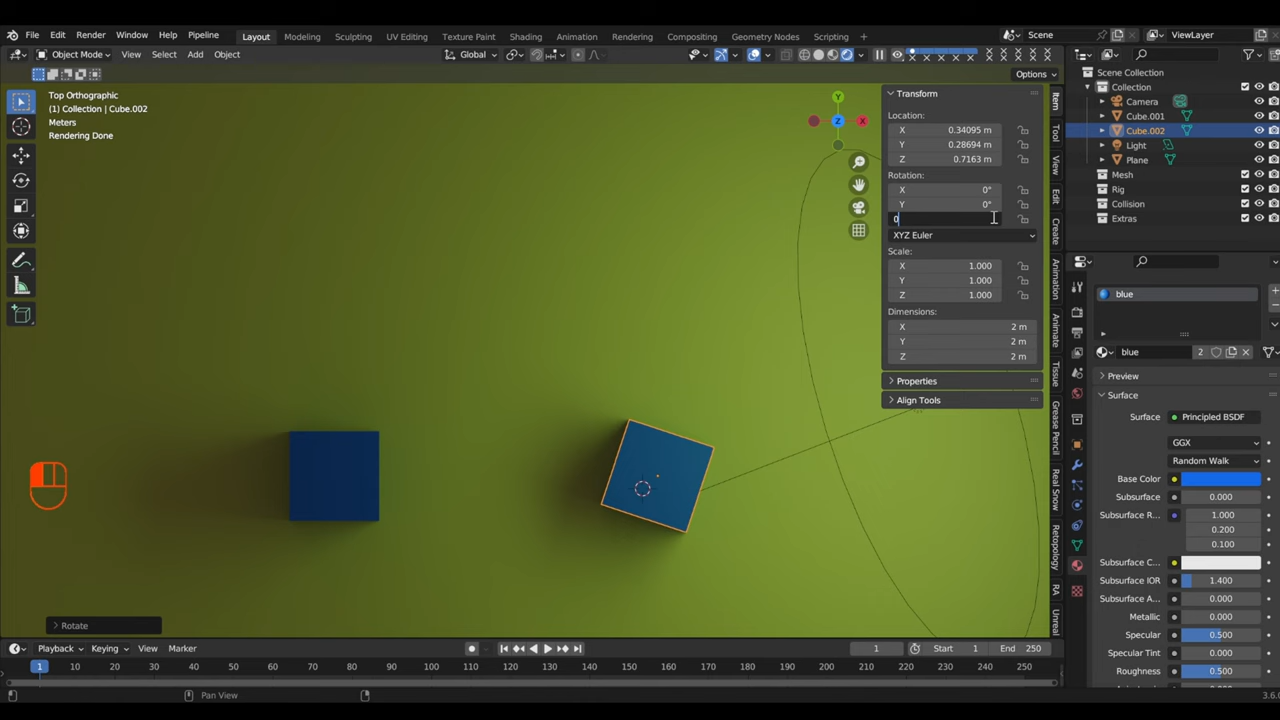 File Edit Render Window Help Pipeline Layout Modeling Sculpting UV Editing Texture Paint Shading Animation Rendering Compositing Geometry Nodes Scene ViewLayer
Object Mode View Select Add Object Global
Options
Top Orthographic
(1) Collection | Cube.002
Meters
Rendering Done
Y
Z
X
Transform
Location:
X 0.34095 m
Y 0.28694 m
Z 0.7163 m
Rotation:
X 0°
Y 0°
0
XYZ Euler
Scale:
X 1.000
Y 1.000
Z 1.000
Dimensions:
X 2 m
Y 2 m
Z 2 m
Properties
Align Tools
Item
Tool
View
Edit
Create
Animation
Animate
Tissue
Grease Pencil
Real Snow
Retopology
RA
Unreal
Scene Collection
Collection
Camera
Cube.001
Cube.002
Light
Plane
Mesh
Rig
Collision
Extras
blue
blue 2
Preview
Surface
Surface Principled BSDF
GGX
Random Walk
Base Color
Subsurface 0.000
Subsurface R... 1.000
0.200
0.100
Subsurface C...
Subsurface IOR 1.400
Subsurface A... 0.000
Metallic 0.000
Specular 0.500
Specular Tint 0.000
Roughness 0.500
Rotate
Playback Keying View Marker 1 Start 1 End 250
1 10 20 30 40 50 60 70 80 90 100 110 120 130 140 150 160 170 180 190 200 210 220 230 240 250
Pan View